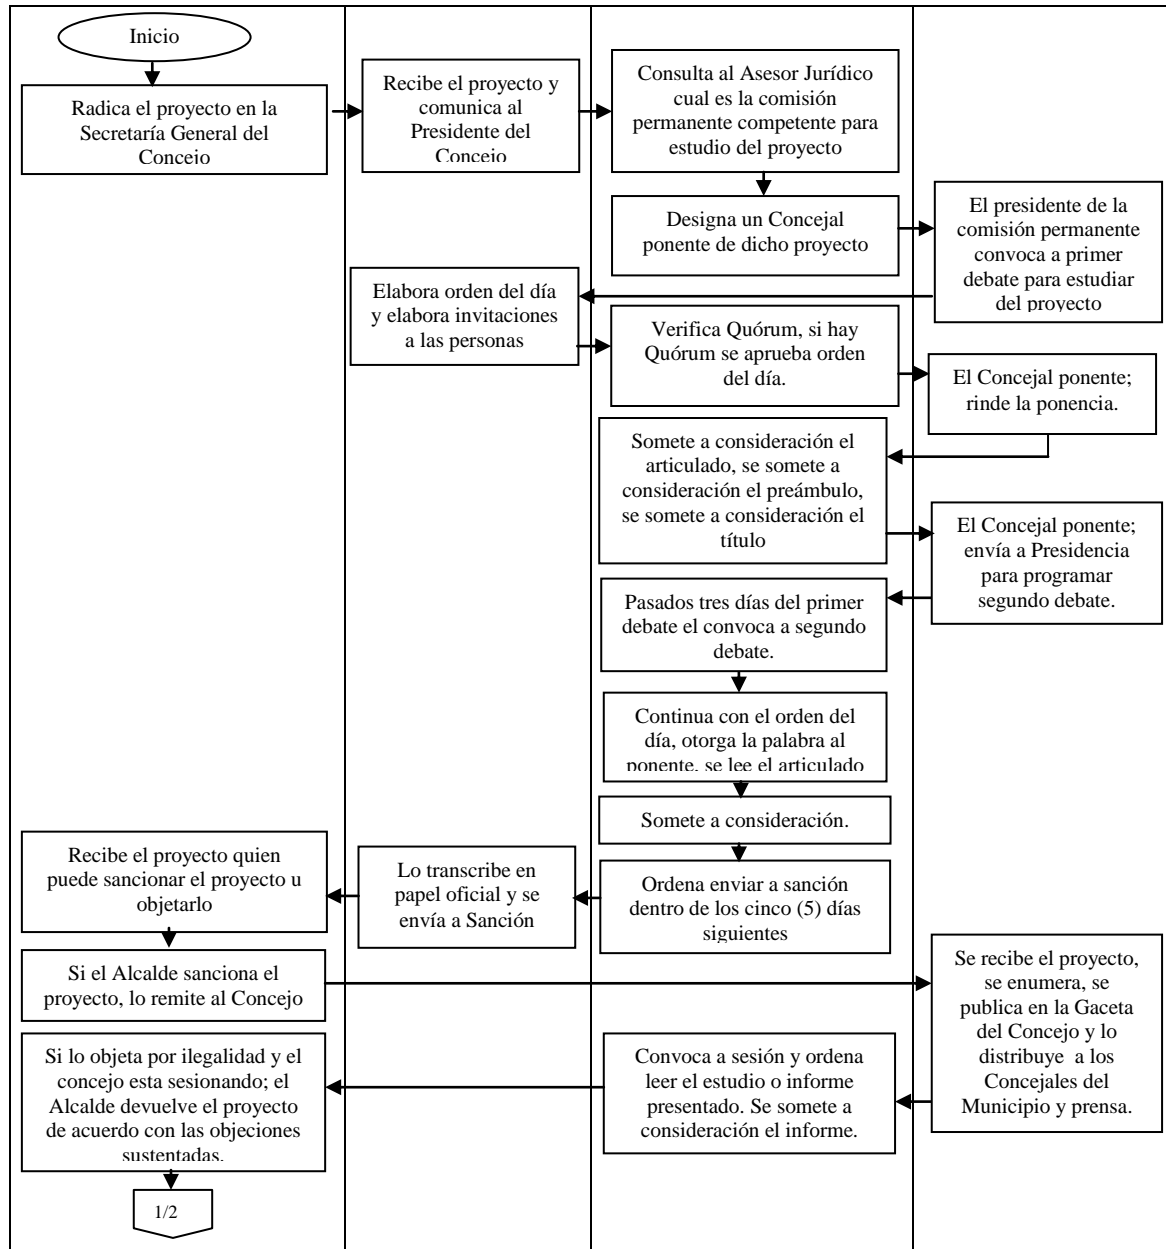 Inicio
Radica el proyecto en la
Secretaría General del
Concejo
Recibe el proyecto y
comunica al
Presidente del
Concejo
Consulta al Asesor Jurídico
cual es la comisión
permanente competente para
estudio del proyecto
Designa un Concejal
ponente de dicho proyecto
El presidente de la
comisión permanente
convoca a primer
debate para estudiar
del proyecto
Elabora orden del día
y elabora invitaciones
a las personas
Verifica Quórum, si hay
Quórum se aprueba orden
del día.
El Concejal ponente;
rinde la ponencia.
Somete a consideración el
articulado, se somete a
consideración el preámbulo,
se somete a consideración el
título
El Concejal ponente;
envía a Presidencia
para programar
segundo debate.
Pasados tres días del primer
debate el convoca a segundo
debate.
Continua con el orden del
día, otorga la palabra al
ponente, se lee el articulado
Somete a consideración.
Ordena enviar a sanción
dentro de los cinco (5) días
siguientes
Lo transcribe en
papel oficial y se
envía a Sanción
Recibe el proyecto quien
puede sancionar el proyecto u
objetarlo
Si el Alcalde sanciona el
proyecto, lo remite al Concejo
Se recibe el proyecto,
se enumera, se
publica en la Gaceta
del Concejo y lo
distribuye a los
Concejales del
Municipio y prensa.
Convoca a sesión y ordena
leer el estudio o informe
presentado. Se somete a
consideración el informe.
Si lo objeta por ilegalidad y el
concejo esta sesionando; el
Alcalde devuelve el proyecto
de acuerdo con las objeciones
sustentadas.
1/2